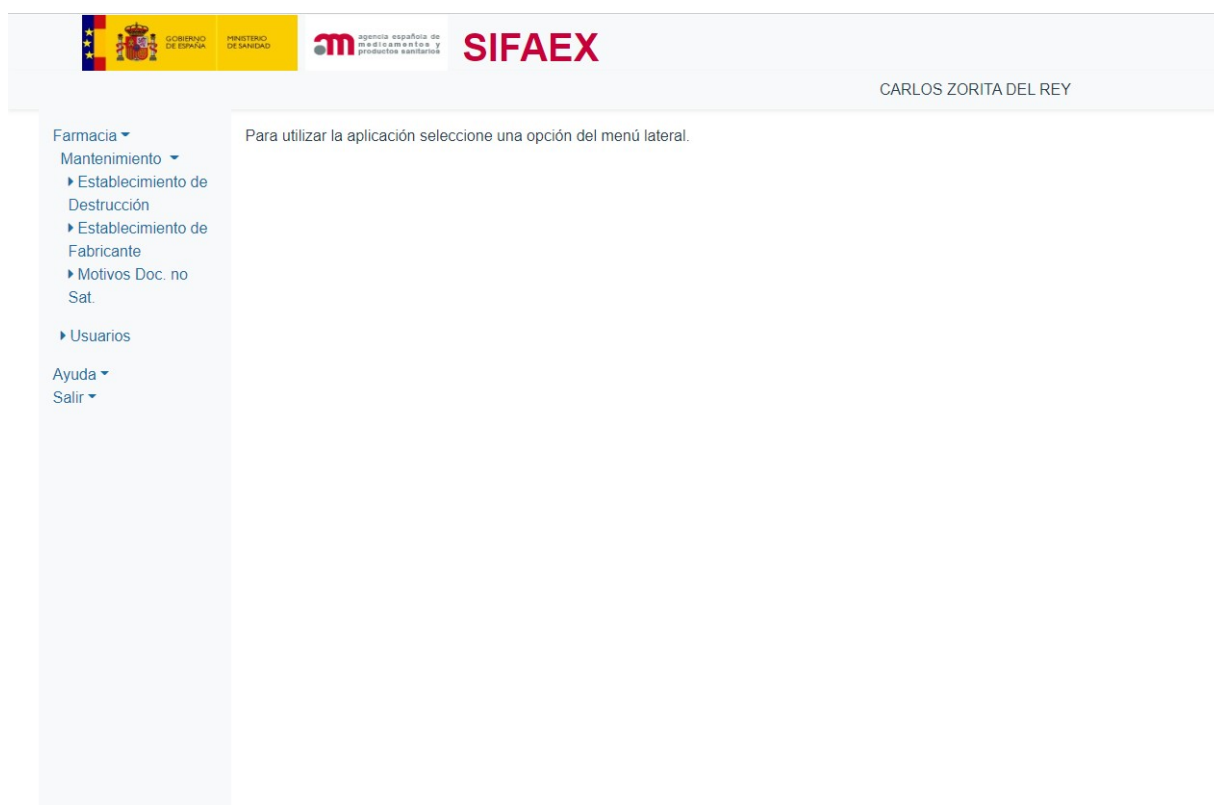 GOBIERNO
DE ESPAÑA
MINISTERIO
DE SANIDAD
agencia española de
medicamentos y
productos sanitarios
SIFAEX
CARLOS ZORITA DEL REY
Farmacia
Mantenimiento
Establecimiento de
Destrucción
Establecimiento de
Fabricante
Motivos Doc. no
Sat.
Usuarios
Ayuda
Salir
Para utilizar la aplicación seleccione una opción del menú lateral.